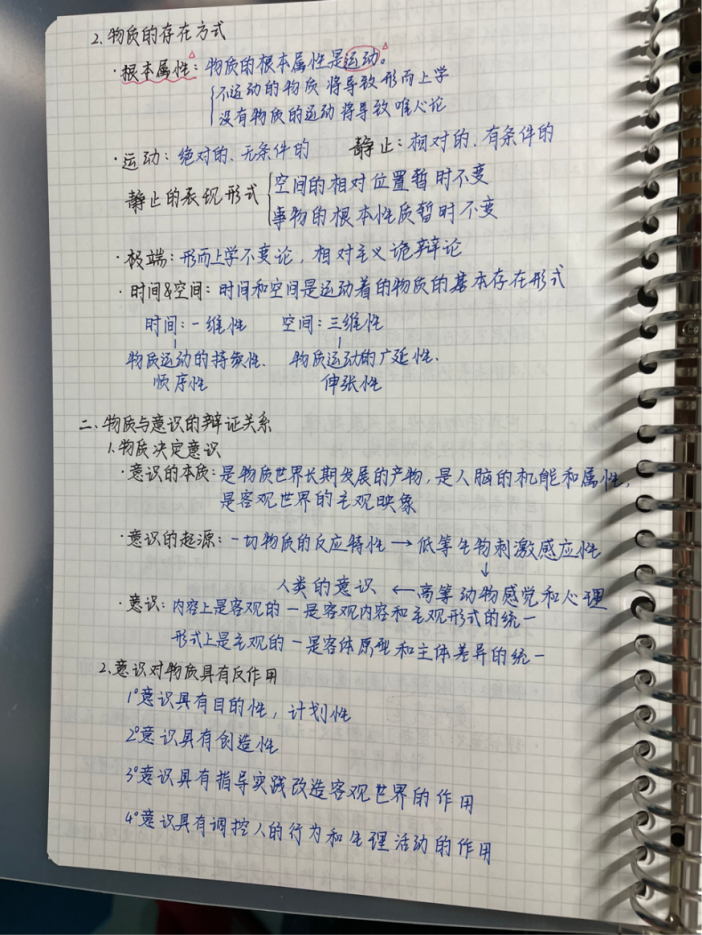 2.物质的存在方式
·根本属性：物质的根本属性是运动。
不运动的物质 将导致 形而上学
没有物质的运动 将导致 唯心论
·运动：绝对的、无条件的 静止：相对的、有条件的
静止的表现形式
空间的相对位置暂时不变
事物的根本性质暂时不变
·极端：形而上学不变论，相对主义诡辩论
·时间&空间：时间和空间是运动着的物质的基本存在形式
时间：一维性 空间：三维性
物质运动的持续性、 物质运动的广延性、
顺序性 伸张性
二、物质与意识的辩证关系
1.物质决定意识
·意识的本质：是物质世界长期发展的产物，是人脑的机能和属性，
是客观世界的主观映像
·意识的起源：一切物质的反应特性→低等生物刺激感应性
↓
人类的意识 ←高等动物感觉和心理
·意识：内容上是客观的－是客观内容和主观形式的统一
形式上是主观的－是客体原型和主体差异的统一
2.意识对物质具有反作用
1°意识具有目的性，计划性
2°意识具有创造性
3°意识具有指导实践改造客观世界的作用
4°意识具有调控人的行为和生理活动的作用